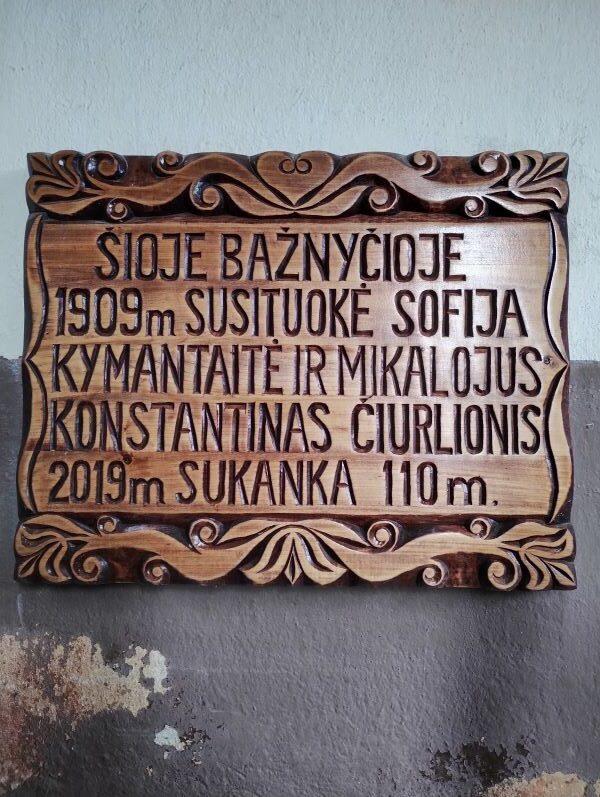 ŠIOJE BAŽNYČIOJE
1909m SUSITUOKĖ SOFIJA
KYMANTAITĖ IR MIKALOJUS
KONSTANTINAS ČIURLIONIS
2019m SUKANKA 110 m.